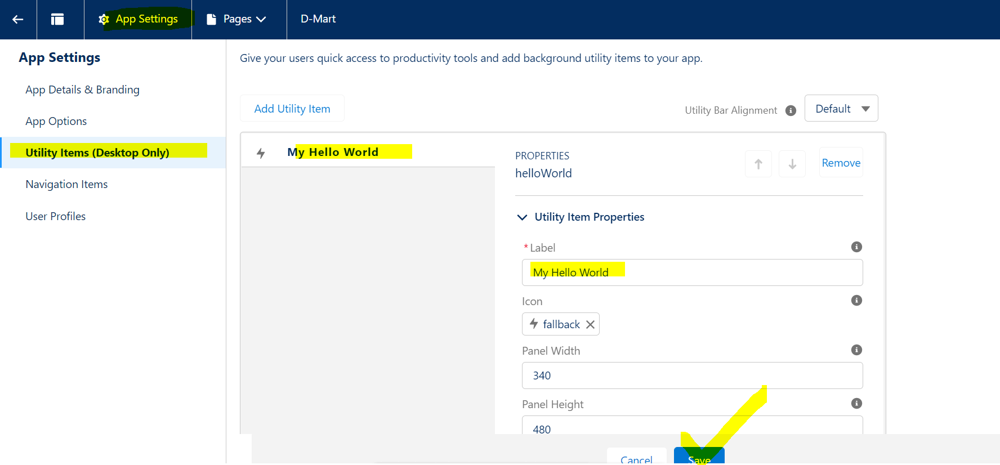 App Settings
Pages
D-Mart
App Settings
App Details & Branding
App Options
Utility Items (Desktop Only)
Navigation Items
User Profiles
Give your users quick access to productivity tools and add background utility items to your app.
Add Utility Item
Utility Bar Alignment
Default
My Hello World
PROPERTIES
helloWorld
Remove
Utility Item Properties
*Label
My Hello World
Icon
fallback
Panel Width
340
Panel Height
480
Cancel
Save